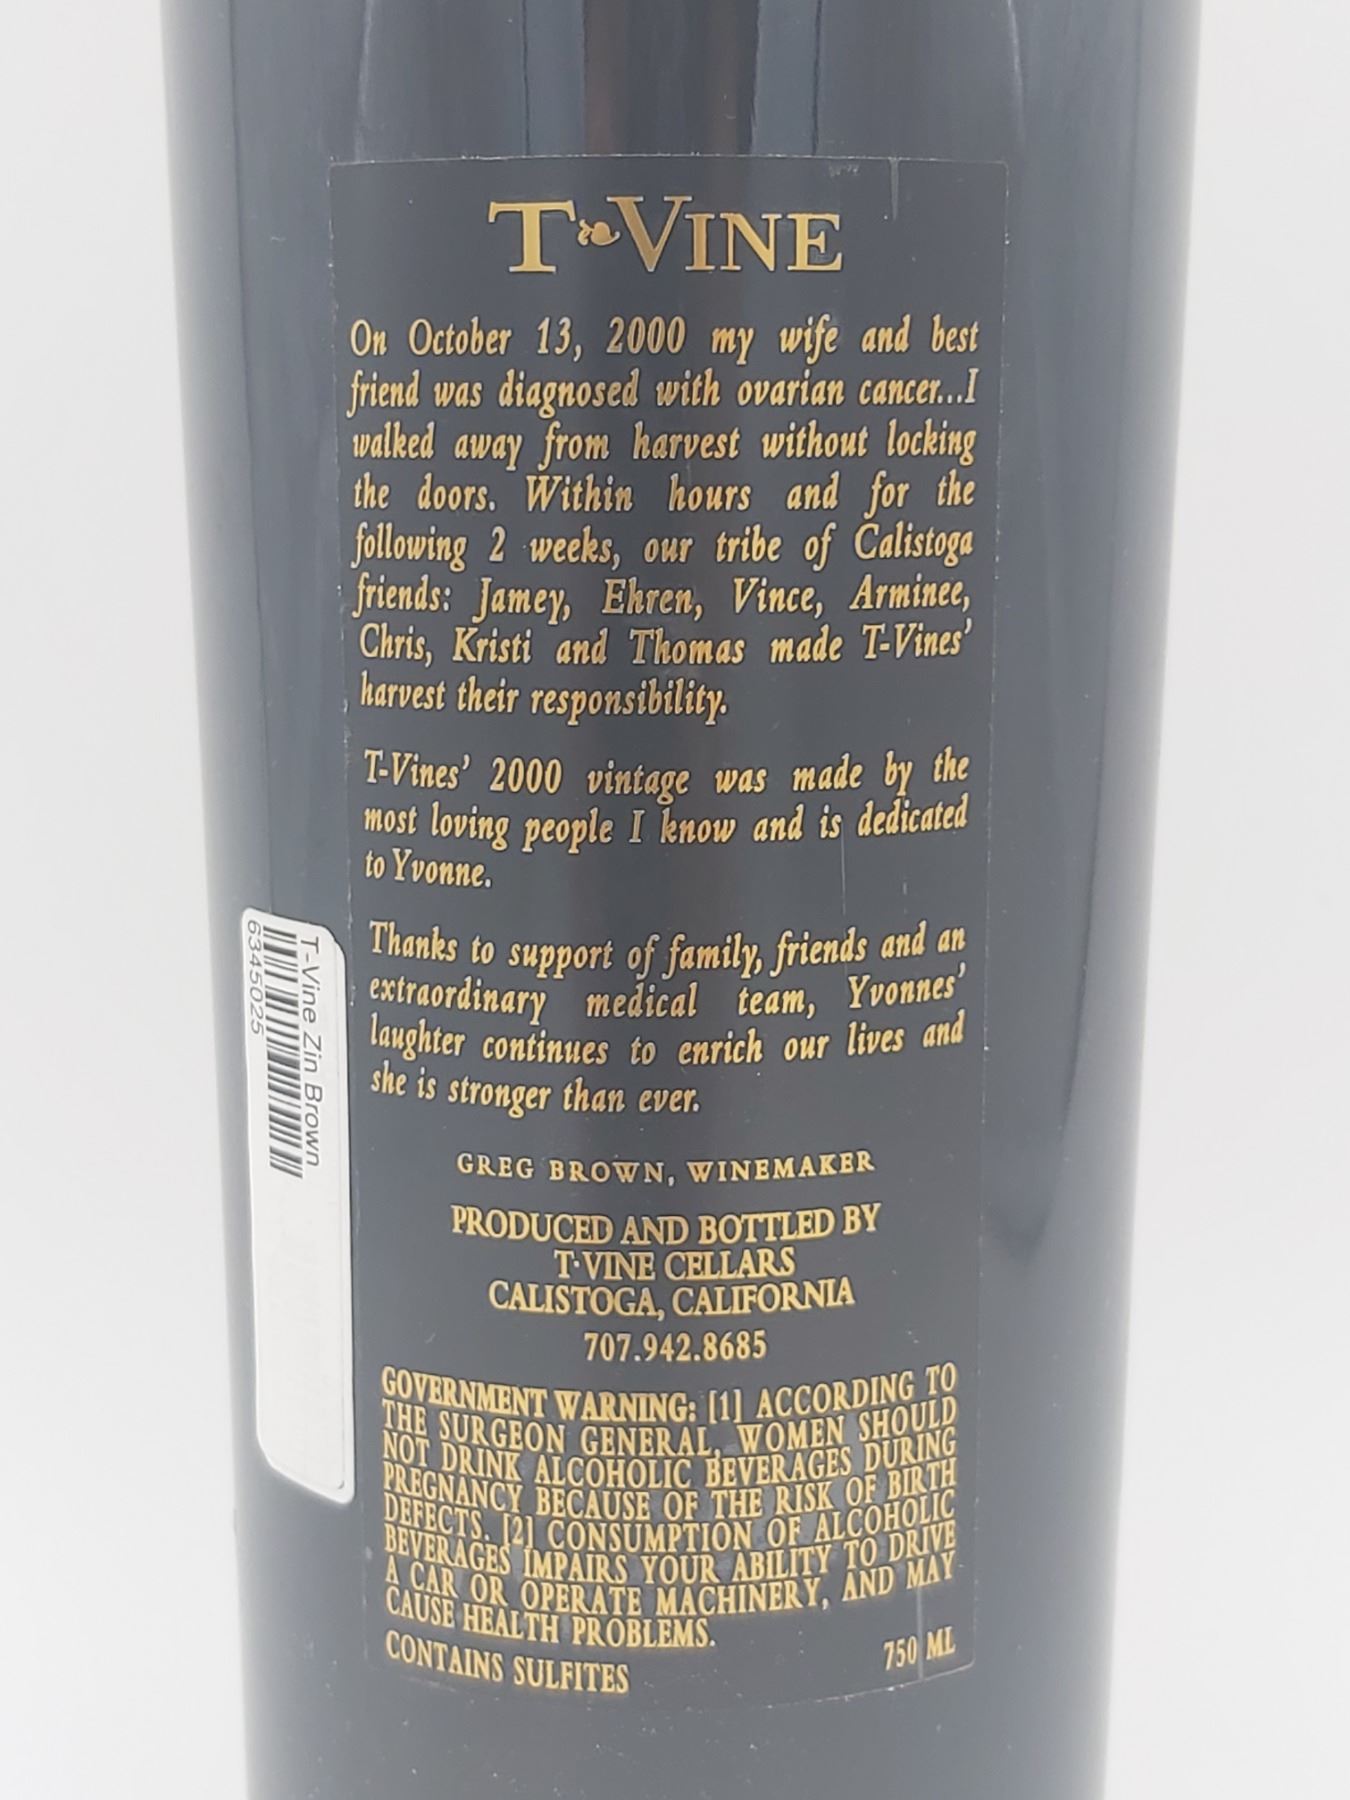 T Vine
On October 13, 2000 my wife and best
friend was diagnosed with ovarian cancer...I
walked away from harvest without locking
the doors. Within hours and for the
following 2 weeks, our tribe of Calistoga
friends: Jamey, Ehren, Vince, Arminee,
Chris, Kristi and Thomas made T-Vines'
harvest their responsibility.
T-Vines' 2000 vintage was made by the
most loving people I know and is dedicated
to Yvonne.
Thanks to support of family, friends and an
extraordinary medical team, Yvonnes'
laughter continues to enrich our lives and
she is stronger than ever.
GREG BROWN, WINEMAKER
PRODUCED AND BOTTLED BY
T·VINE CELLARS
CALISTOGA, CALIFORNIA
707.942.8685
GOVERNMENT WARNING: [1] ACCORDING TO
THE SURGEON GENERAL, WOMEN SHOULD
NOT DRINK ALCOHOLIC BEVERAGES DURING
PREGNANCY BECAUSE OF THE RISK OF BIRTH
DEFECTS. [2] CONSUMPTION OF ALCOHOLIC
BEVERAGES IMPAIRS YOUR ABILITY TO DRIVE
A CAR OR OPERATE MACHINERY, AND MAY
CAUSE HEALTH PROBLEMS.
CONTAINS SULFITES 750 ML
T-Vine Zin Brown
6345025